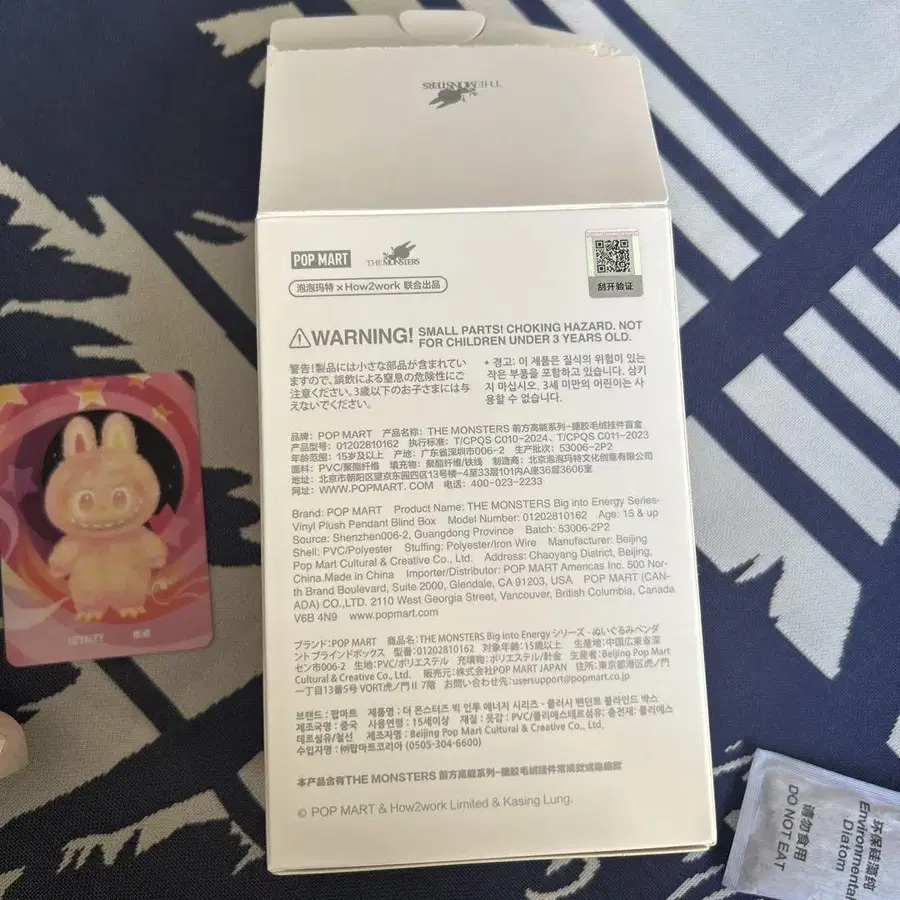 THE MONSTERS
POP MART THE MONSTERS
泡泡玛特 × How2work 联合出品
刮开验证
WARNING! SMALL PARTS! CHOKING HAZARD. NOT
FOR CHILDREN UNDER 3 YEARS OLD.
警告!製品には小さな部品が含まれてい
ますので、誤飲による窒息の危険性にご
注意ください。3歳以下のお子さまには与
えないでください。
* 경고: 이 제품은 질식의 위험이 있는
작은 부품을 포함하고 있습니다. 삼키
지 마십시오. 3세 미만의 어린이는 사
용할 수 없습니다.
品牌: POP MART 产品名称: THE MONSTERS 前方高能系列-搪胶毛绒挂件盲盒
产品型号: 01202810162 执行标准: T/CPQS C010-2024、T/CPQS C011-2023
年龄范围: 15岁及以上 产地: 广东省深圳市006-2 生产批次: 53006-2P2
面料: PVC/聚酯纤维 填充物: 聚酯纤维/铁线 制造商: 北京泡泡玛特文化创意有限公司
地址: 北京市朝阳区望京东园四区13号楼-4至33层101内A座36层3606室
网址: WWW.POPMART.COM 电话: 400-023-2233
Brand: POP MART Product Name: THE MONSTERS Big into Energy Series-
Vinyl Plush Pendant Blind Box Model Number: 01202810162 Age: 15 & up
Source: Shenzhen006-2, Guangdong Province Batch: 53006-2P2
Shell: PVC/Polyester Stuffing: Polyester/Iron Wire Manufacturer: Beijing
Pop Mart Cultural & Creative Co., Ltd. Address: Chaoyang District, Beijing,
China.Made in China Importer/Distributor: POP MART Americas Inc. 500 Nor-
th Brand Boulevard, Suite 2000, Glendale, CA 91203, USA POP MART (CAN-
ADA) CO.,LTD. 2110 West Georgia Street, Vancouver, British Columbia, Canada
V6B 4N9 www.popmart.com
ブランド:POP MART 商品名: THE MONSTERS Big into Energy シリーズ - ぬいぐるみペンダ
ント ブラインドボックス 型番:01202810162 対象年齢:15歳以上 生産地:中国広東省深
セン市006-2 生地:PVC/ポリエステル 充填物:ポリエステル/針金 生産者:Beijing Pop Mart
Cultural & Creative Co., Ltd. 販売元:株式会社POP MART JAPAN 住所:東京都港区虎ノ門
一丁目13番5号 VORT虎ノ門II 7階 お問い合わせ先:usersupport@popmart.co.jp
브랜드 : 팝마트 제품명 : 더 몬스터즈 빅 인투 에너지 시리즈 - 플러시 펜던트 블라인드 박스
제조국명 : 중국 사용연령 : 15세이상 재질 : 겉감 : PVC/폴리에스테르섬유; 충전재: 폴리에스
테르섬유/철선 제조자명 : Beijing Pop Mart Cultural & Creative Co., Ltd.
수입자명 : ㈜팝마트코리아 (0505-304-6600)
本产品含有THE MONSTERS 前方高能系列-搪胶毛绒挂件常规款或隐藏款
© POP MART & How2work Limited & Kasing Lung.
LOYALTY
环保硅藻纯
Environmental
Diatom
请勿食用
DO NOT EAT